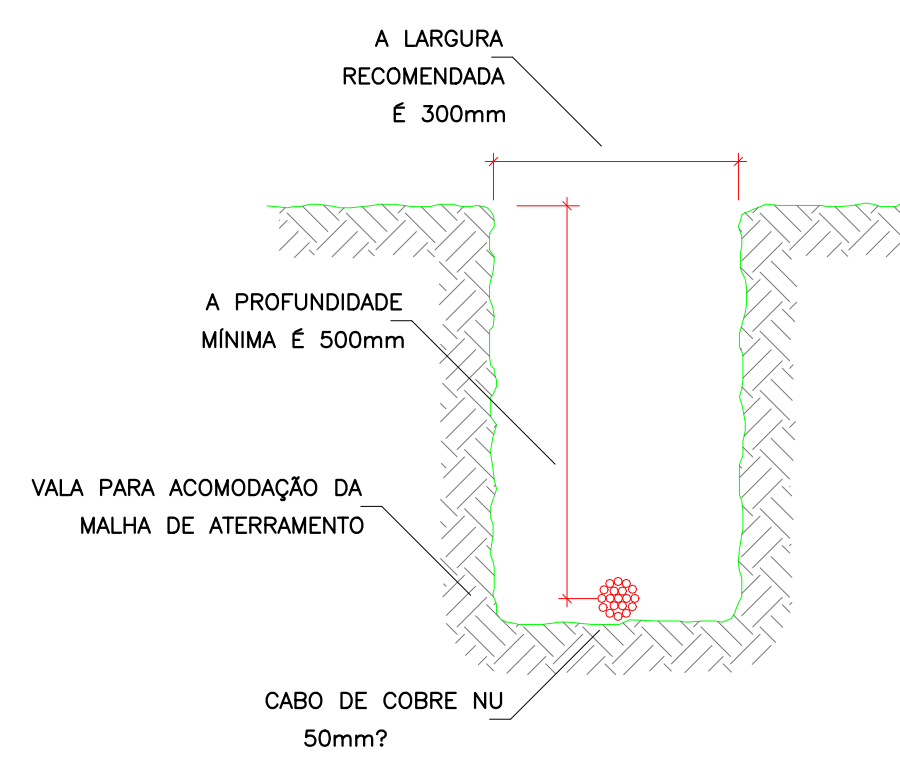 A LARGURA
RECOMENDADA
É 300mm
A PROFUNDIDADE
MÍNIMA É 500mm
VALA PARA ACOMODAÇÃO DA
MALHA DE ATERRAMENTO
CABO DE COBRE NU
50mm?